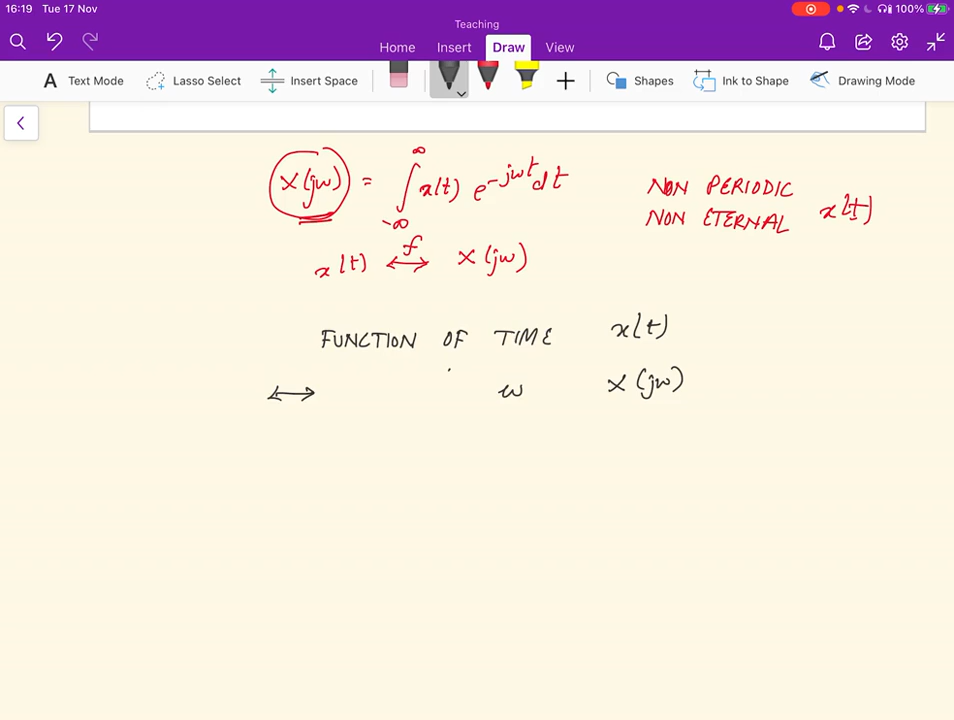 16:19 Tue 17 Nov
100%
Teaching
Home Insert Draw View
A Text Mode Lasso Select Insert Space Shapes Ink to Shape Drawing Mode
X(jω) = ∫_{-∞}^{∞} x(t) e^{-jωt} dt
NON PERIODIC
NON ETERNAL x(t)
x(t) ⟷^{f} X(jω)
FUNCTION OF TIME x(t)
⟷ ω X(jω)